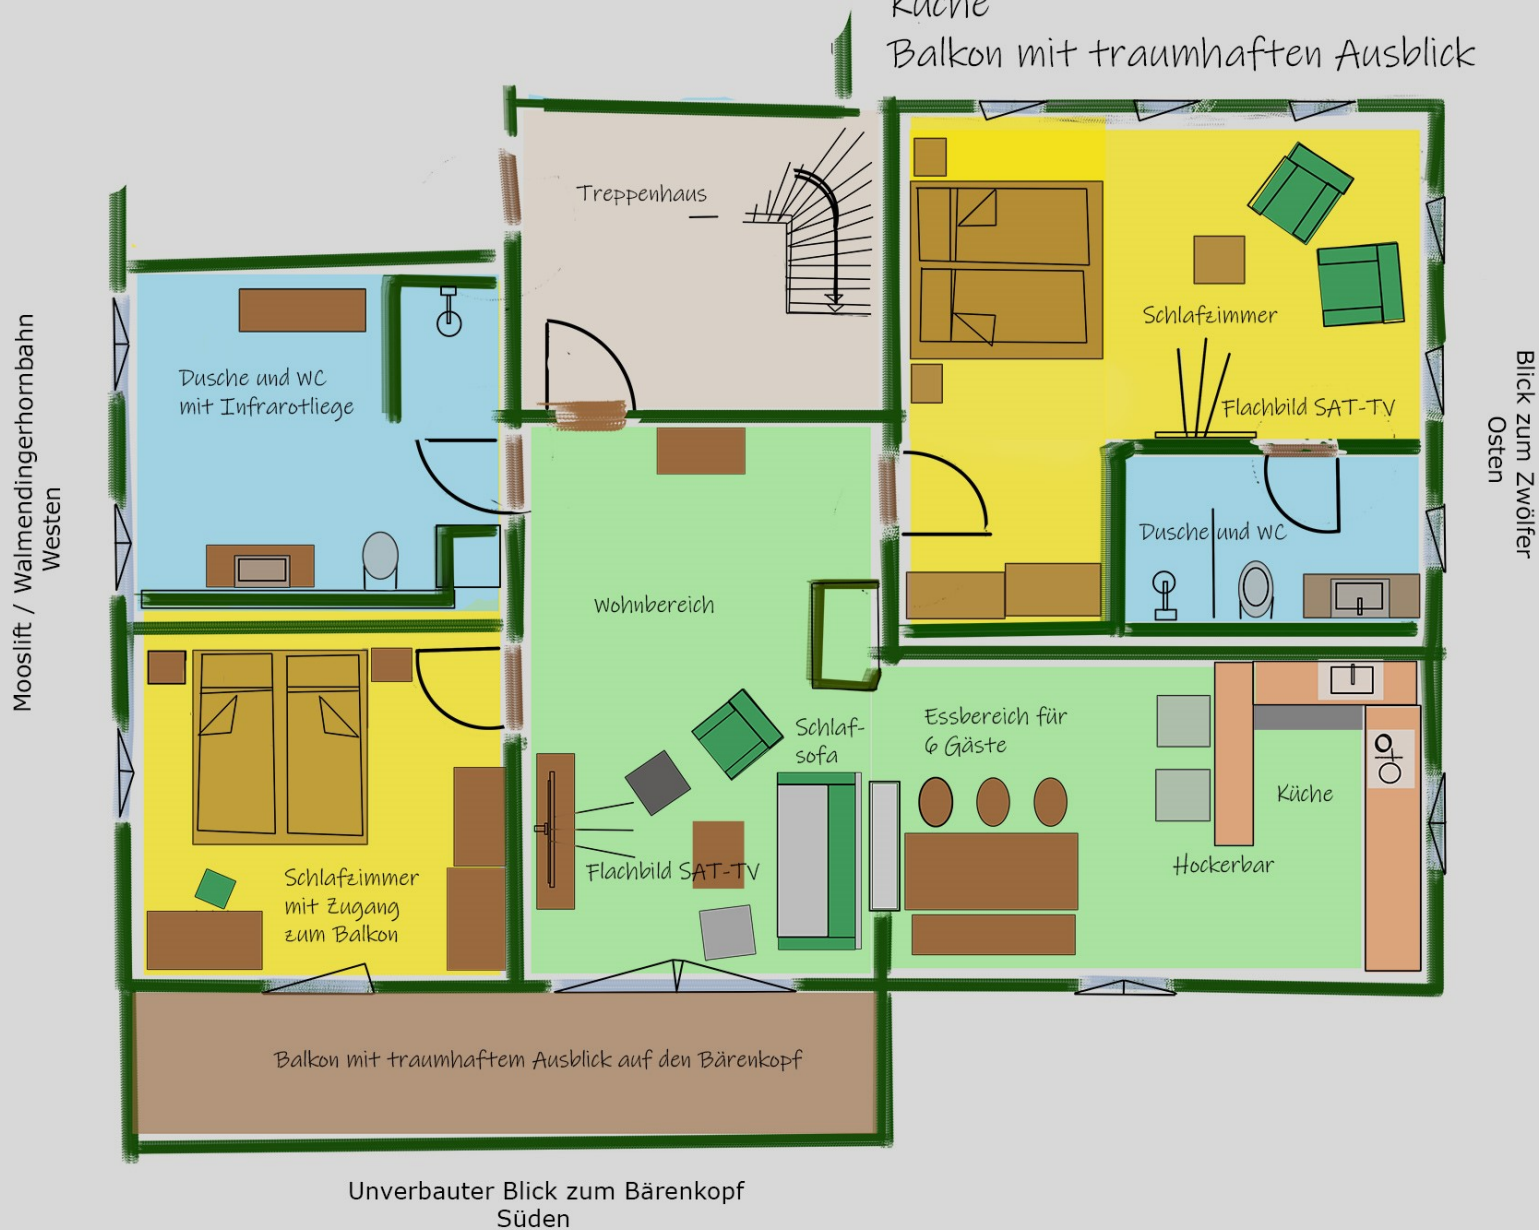 Küche
Balkon mit traumhaften Ausblick
Treppenhaus
Schlafzimmer
Flachbild SAT-TV
Dusche und WC
mit Infrarotliege
Dusche und WC
Wohnbereich
Schlaf-
sofa
Essbereich für
6 Gäste
Küche
Hockerbar
Flachbild SAT-TV
Schlafzimmer
mit Zugang
zum Balkon
Balkon mit traumhaftem Ausblick auf den Bärenkopf
Mooslift / Walmendingerhornbahn
Westen
Blick zum Zwölfer
Osten
Unverbauter Blick zum Bärenkopf
Süden